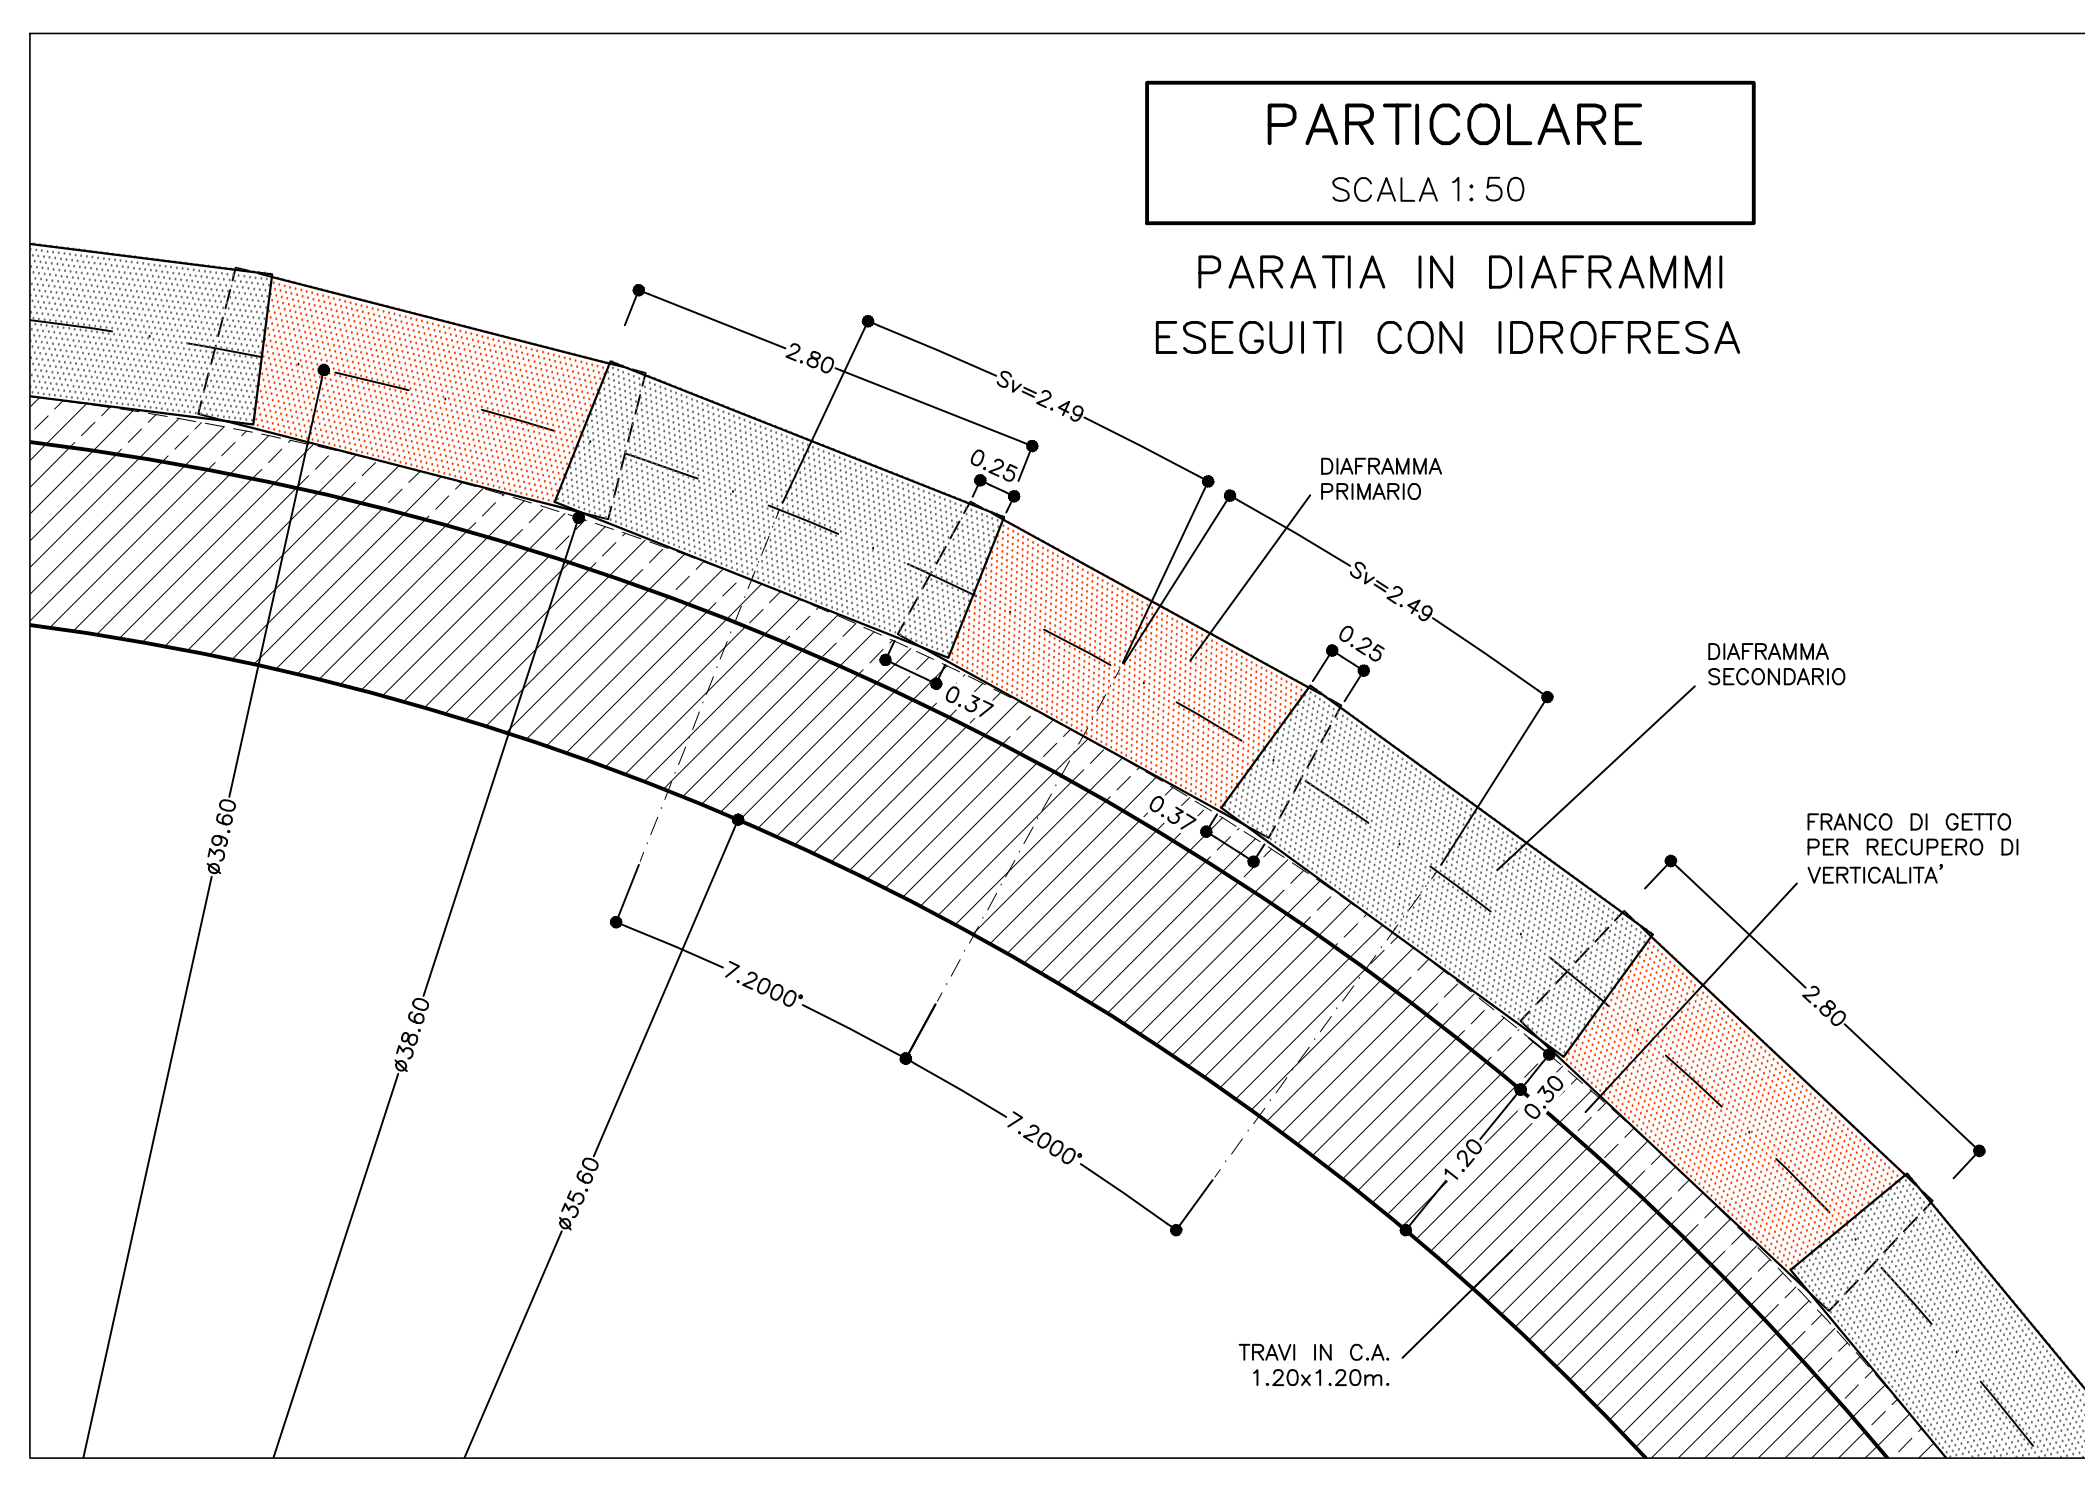 PARTICOLARE
SCALA 1:50
PARATIA IN DIAFRAMMI
ESEGUITI CON IDROFRESA
2.80
Sv=2.49
0.25
DIAFRAMMA
PRIMARIO
Sv=2.49
0.25
DIAFRAMMA
SECONDARIO
0.37
0.37
FRANCO DI GETTO
PER RECUPERO DI
VERTICALITA'
ø39.60
ø38.60
ø35.60
7.2000°
7.2000°
2.80
0.30
1.20
TRAVI IN C.A.
1.20x1.20m.